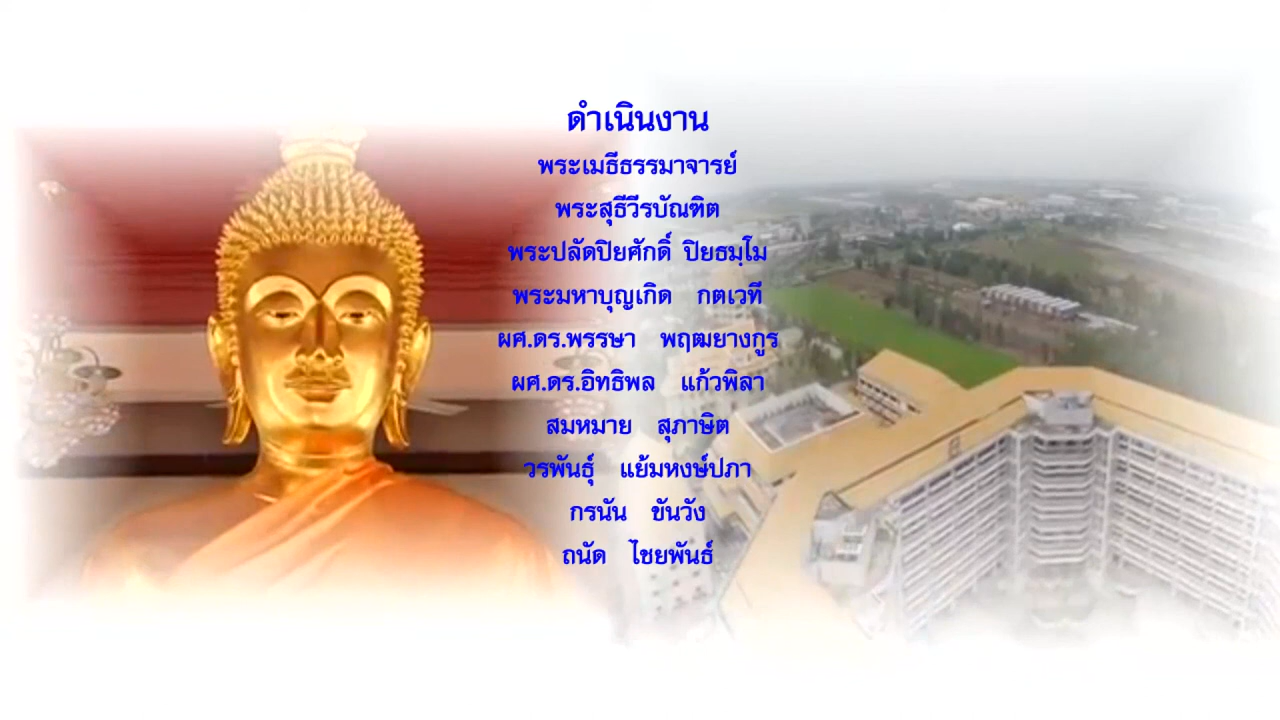 ดำเนินงาน
พระเมธีธรรมาจารย์
พระสุธีวีรบัณฑิต
พระปลัดปิยศักดิ์ ปิยธมฺโม
พระมหาบุญเกิด กตเวที
ผศ.ดร.พรรษา พฤฒยางกูร
ผศ.ดร.อิทธิพล แก้วพิลา
สมหมาย สุภาษิต
วรพันธุ์ แย้มหงษ์ปภา
กรนัน ขันวัง
ถนัด ไชยพันธ์